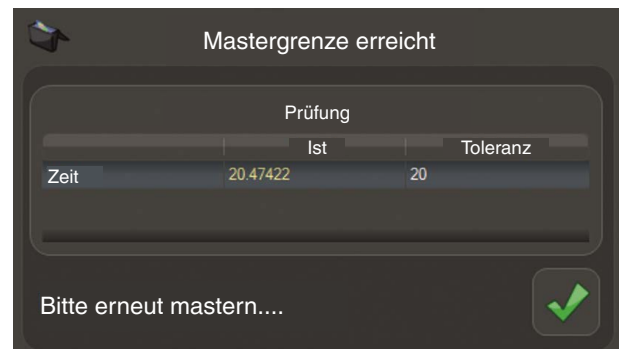 Mastergrenze erreicht
Prüfung
Ist Toleranz
Zeit 20.47422 20
Bitte erneut mastern....